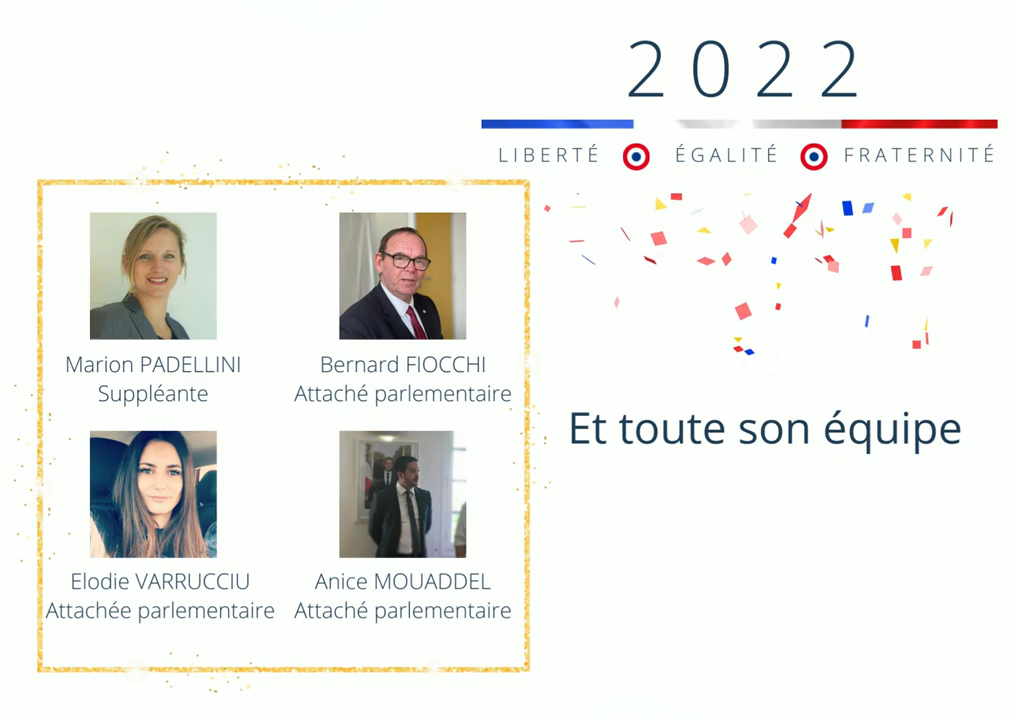 2022
LIBERTÉ ÉGALITÉ FRATERNITÉ
Marion PADELLINI
Suppléante
Bernard FIOCCHI
Attaché parlementaire
Elodie VARRUCCIU
Attachée parlementaire
Anice MOUADDEL
Attaché parlementaire
Et toute son équipe